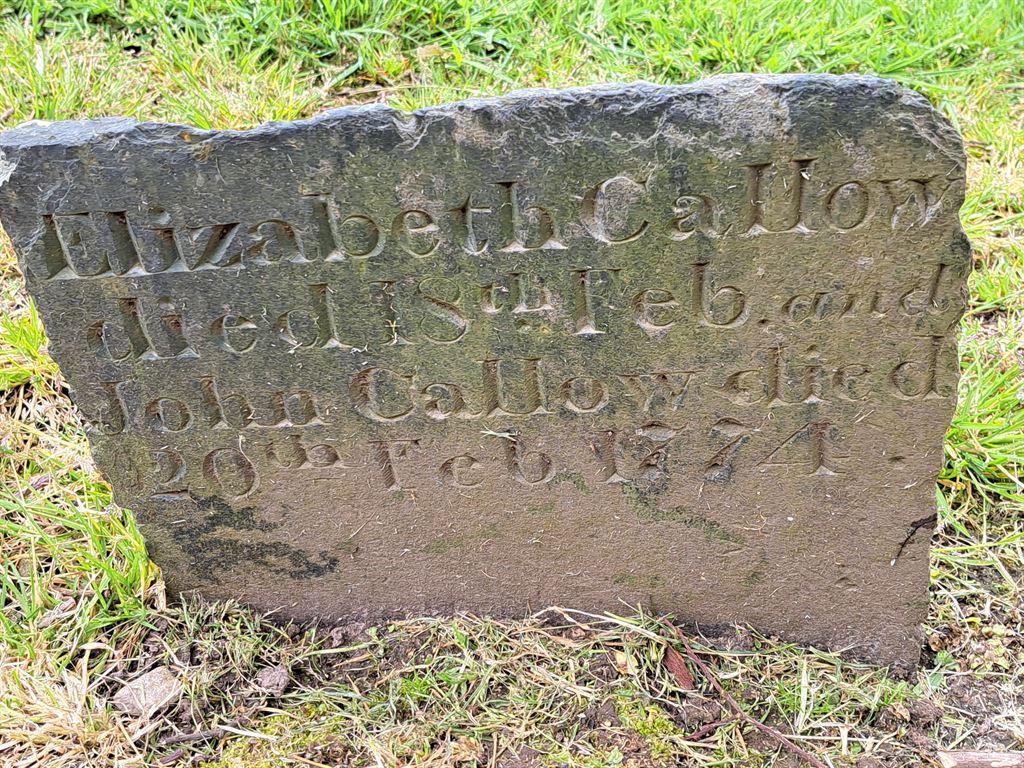 Elizabeth Callow
died 18th Feb. and
John Callow died
20th Feb 1774.